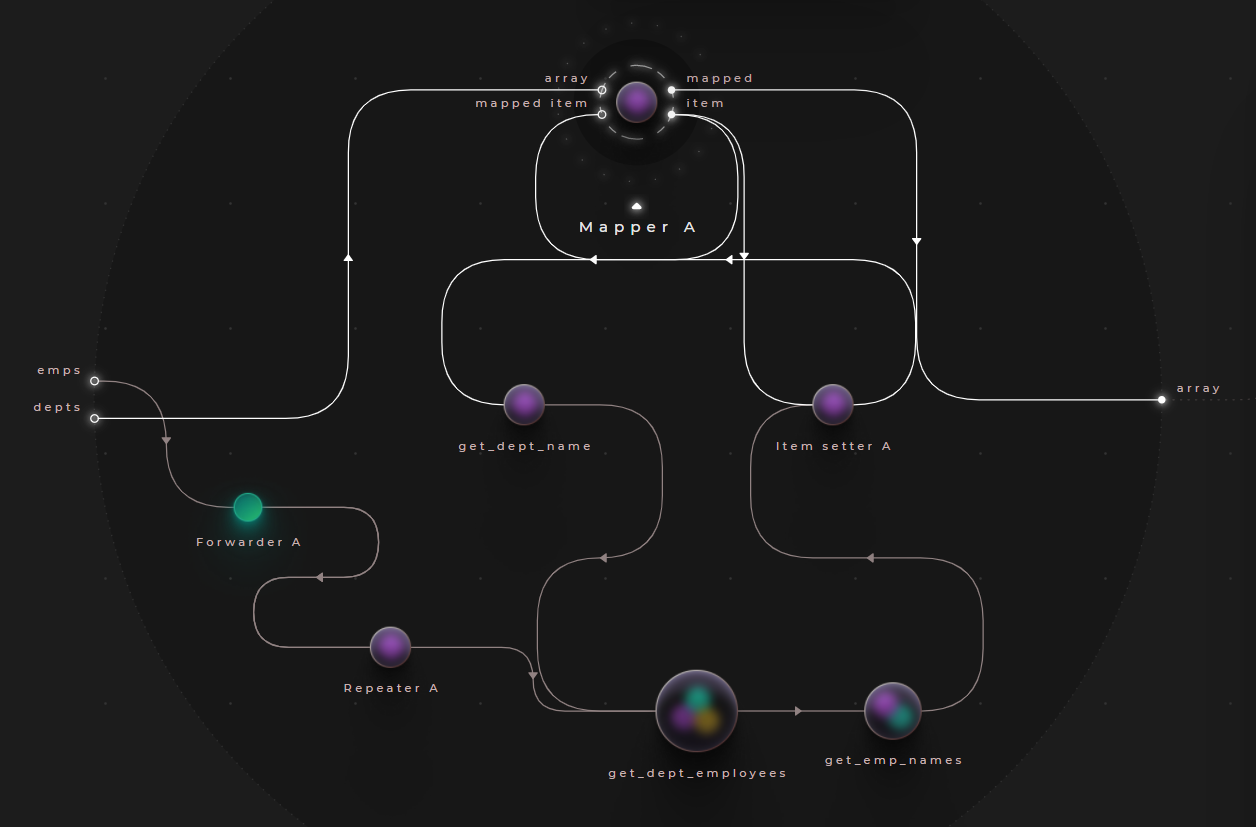 array
mapped
mapped item
item
Mapper A
emps
depts
array
get_dept_name
Item setter A
Forwarder A
Repeater A
get_dept_employees
get_emp_names